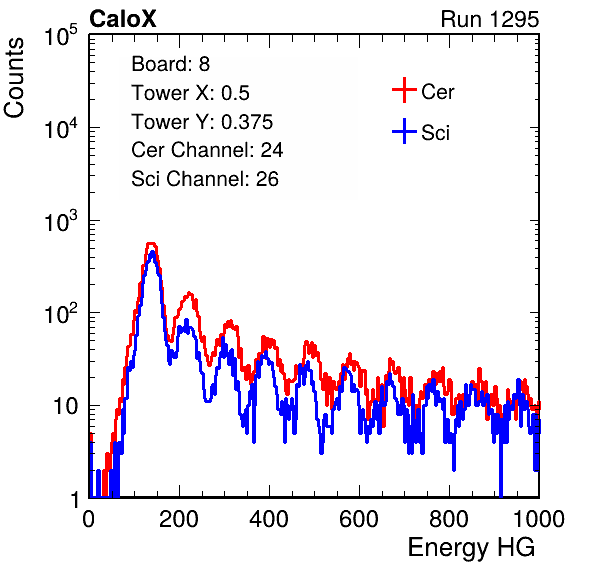 CaloX Run 1295
Counts
Board: 8
Tower X: 0.5
Tower Y: 0.375
Cer Channel: 24
Sci Channel: 26
Cer
Sci
10^5
10^4
10^3
10^2
10
1
0 200 400 600 800 1000
Energy HG